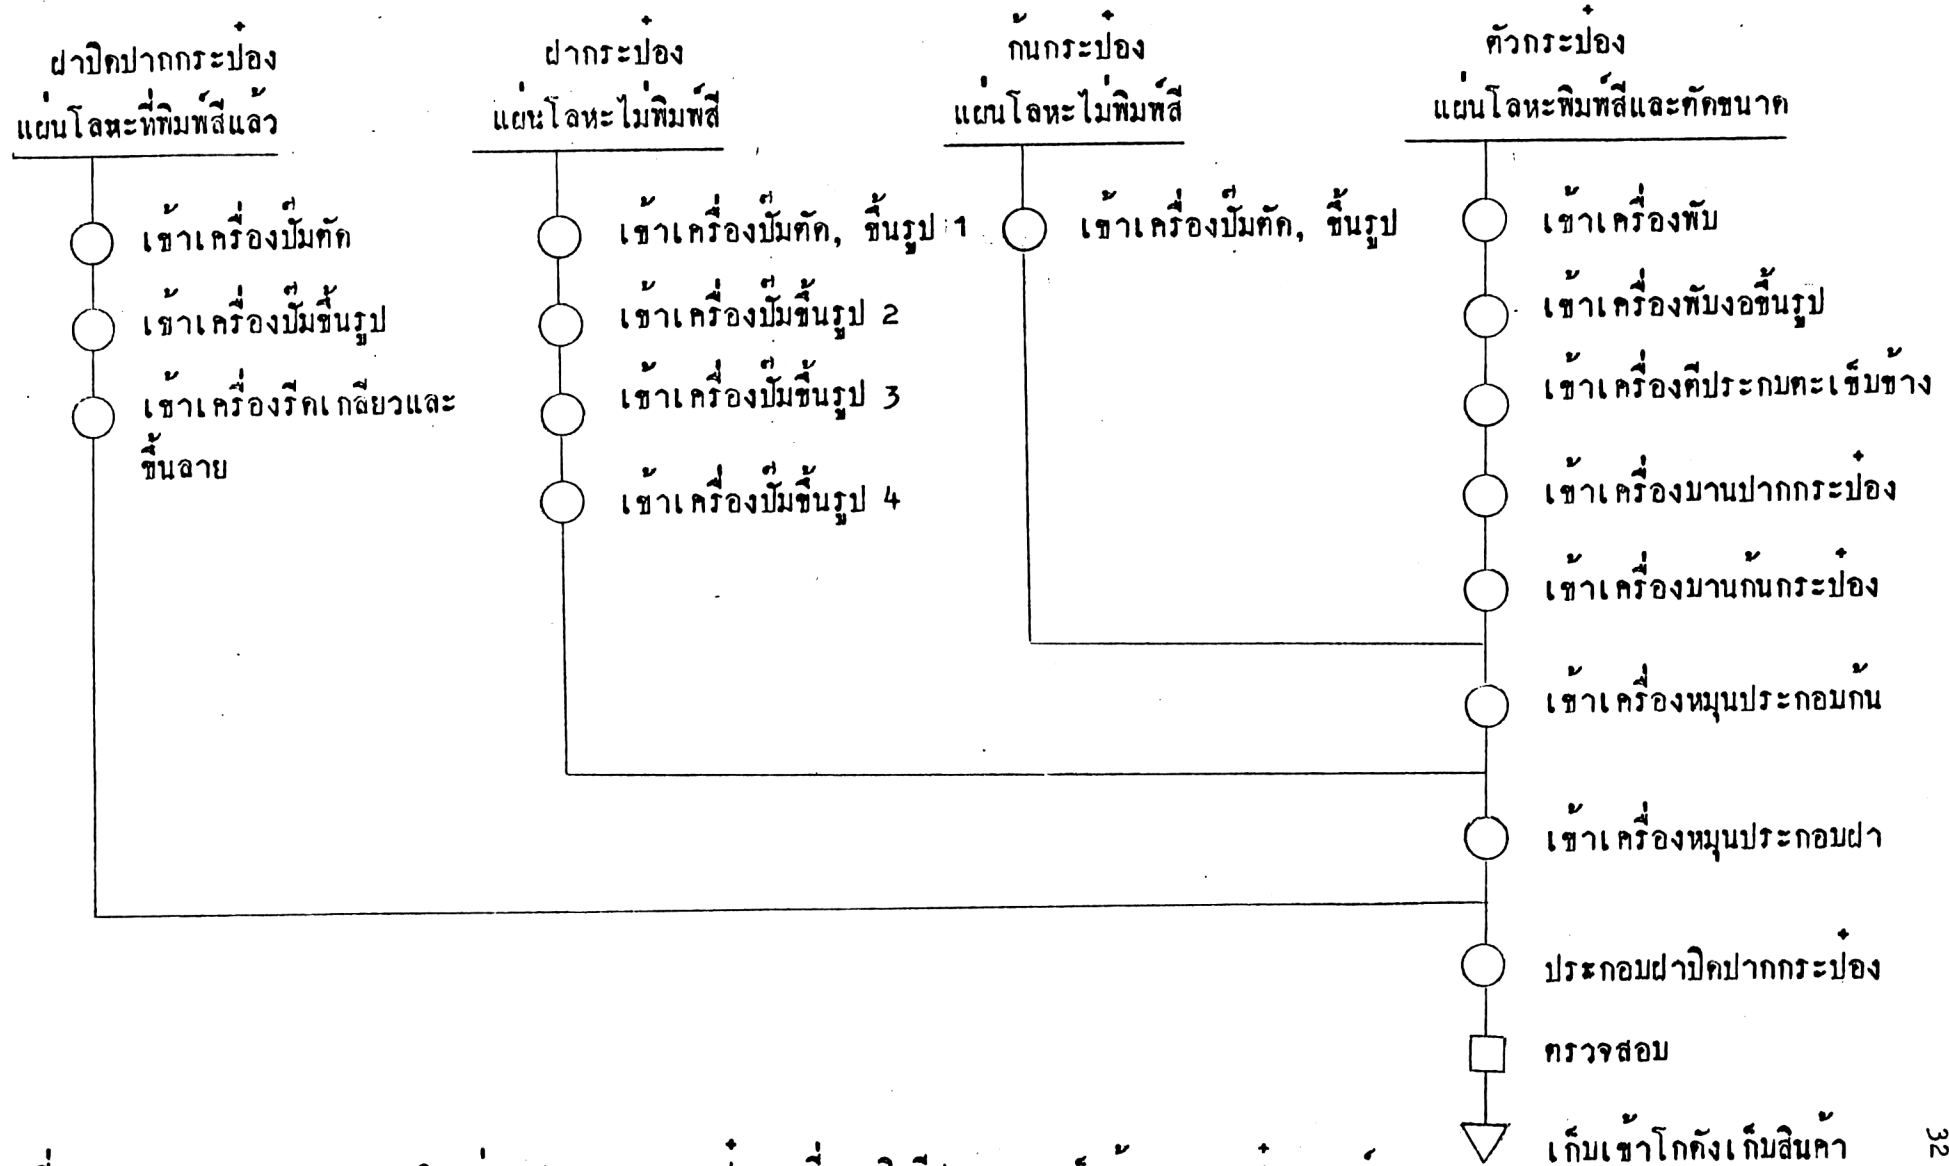 ฝาปิดปากกระป๋อง
แผ่นโลหะที่พิมพ์สีแล้ว
เข้าเครื่องปั๊มตัด
เข้าเครื่องปั๊มขึ้นรูป
เข้าเครื่องรีดเกลียวและ
ขึ้นลาย
ฝากระป๋อง
แผ่นโลหะไม่พิมพ์สี
เข้าเครื่องปั๊มตัด, ขึ้นรูป 1
เข้าเครื่องปั๊มขึ้นรูป 2
เข้าเครื่องปั๊มขึ้นรูป 3
เข้าเครื่องปั๊มขึ้นรูป 4
ก้นกระป๋อง
แผ่นโลหะไม่พิมพ์สี
เข้าเครื่องปั๊มตัด, ขึ้นรูป
ตัวกระป๋อง
แผ่นโลหะพิมพ์สีและตัดขนาด
เข้าเครื่องพับ
เข้าเครื่องพับงอขึ้นรูป
เข้าเครื่องตีประกบตะเข็บข้าง
เข้าเครื่องบานปากกระป๋อง
เข้าเครื่องบานก้นกระป๋อง
เข้าเครื่องหมุนประกอบก้น
เข้าเครื่องหมุนประกอบฝา
ประกอบฝาปิดปากกระป๋อง
ตรวจสอบ
เก็บเข้าโกดังเก็บสินค้า
32